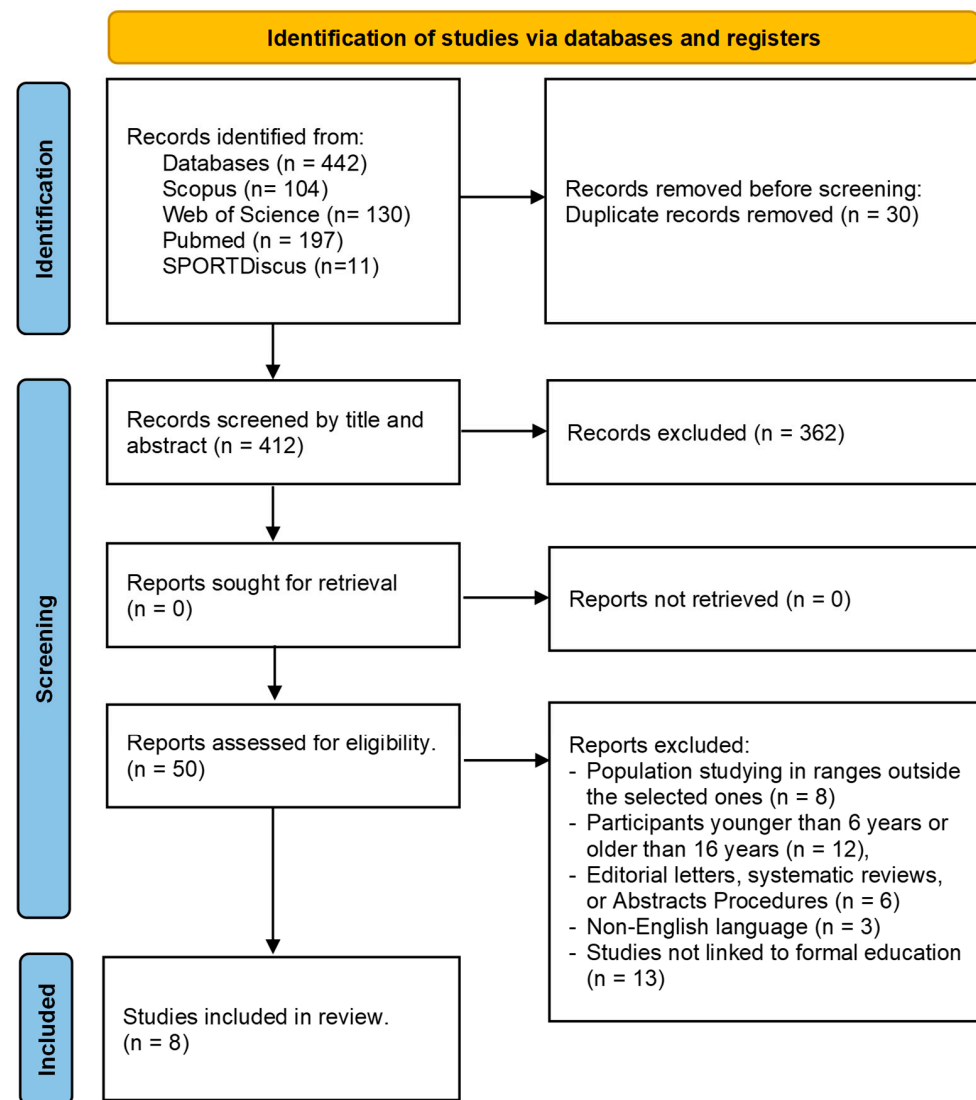 Identification of studies via databases and registers
Identification
Records identified from:
Databases (n = 442)
Scopus (n= 104)
Web of Science (n= 130)
Pubmed (n = 197)
SPORTDiscus (n=11)
Records removed before screening:
Duplicate records removed (n = 30)
Screening
Records screened by title and
abstract (n = 412)
Records excluded (n = 362)
Reports sought for retrieval
(n = 0)
Reports not retrieved (n = 0)
Reports assessed for eligibility.
(n = 50)
Reports excluded:
- Population studying in ranges outside
the selected ones (n = 8)
- Participants younger than 6 years or
older than 16 years (n = 12),
- Editorial letters, systematic reviews,
or Abstracts Procedures (n = 6)
- Non-English language (n = 3)
- Studies not linked to formal education
(n = 13)
Included
Studies included in review.
(n = 8)